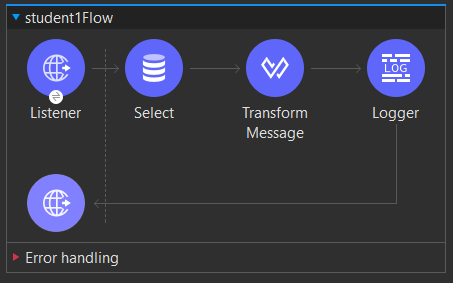 student1Flow
LOG
Listener
Select
Transform
Message
Logger
Error handling